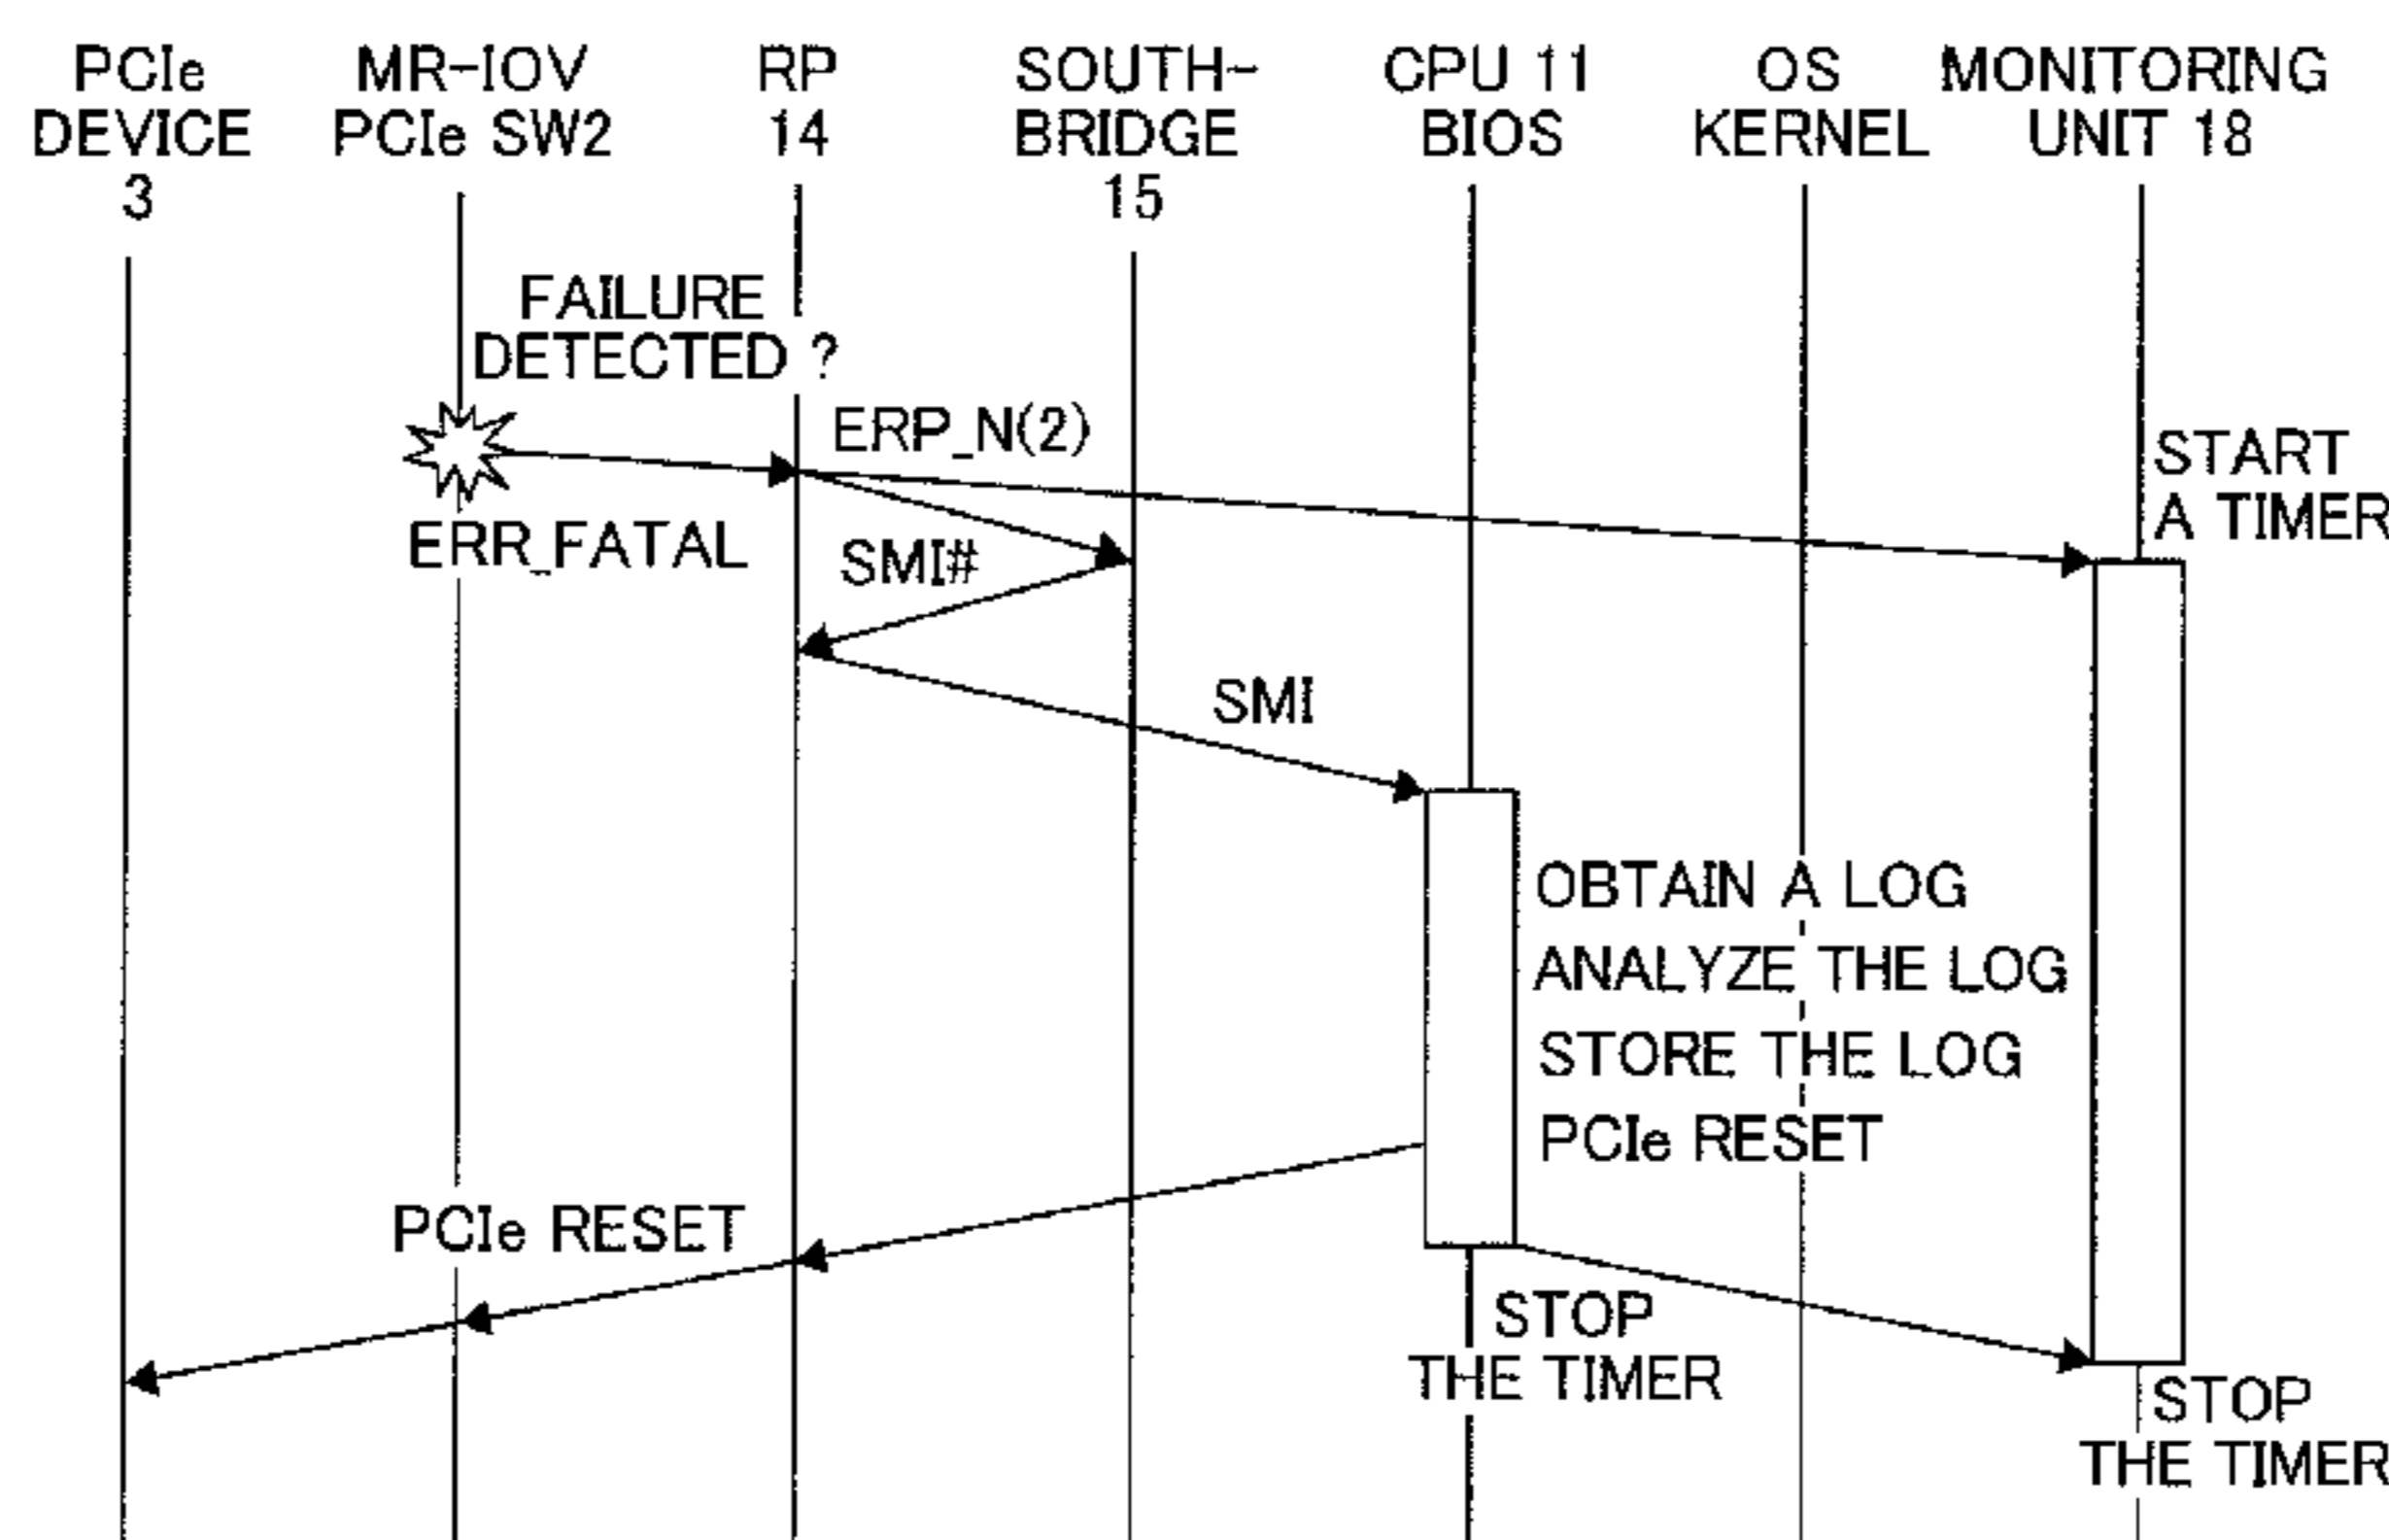 PCIe
DEVICE
3
MR-IOV
PCIe SW2
RP
14
SOUTH-
BRIDGE
15
CPU 11
BIOS
OS
KERNEL
MONITORING
UNIT 18
FAILURE
DETECTED ?
ERP_N(2)
START
A TIMER
ERR_FATAL
SMI#
SMI
OBTAIN A LOG
ANALYZE THE LOG
STORE THE LOG
PCIe RESET
PCIe RESET
STOP
THE TIMER
STOP
THE TIMER